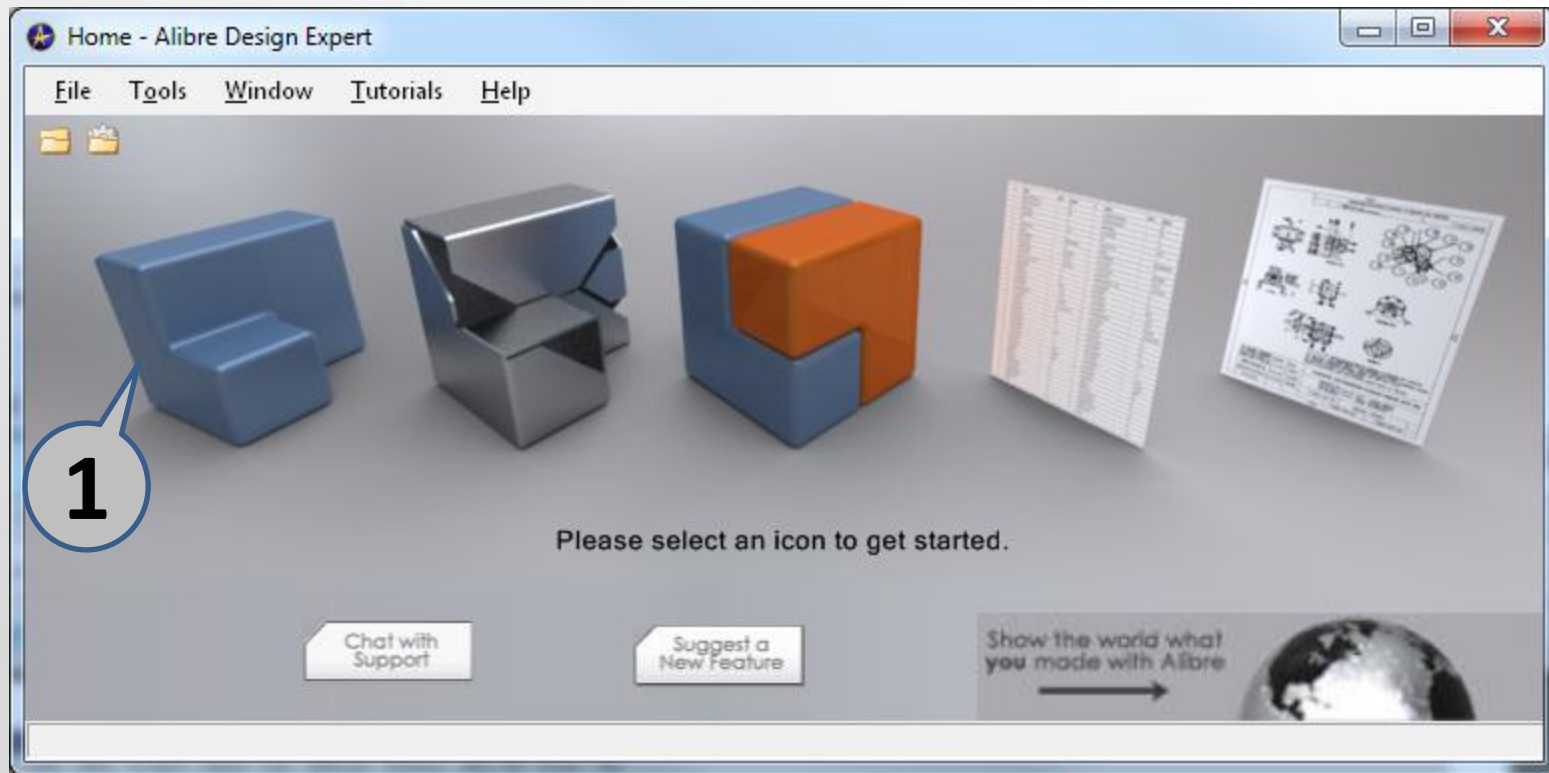 Home - Alibre Design Expert
File Tools Window Tutorials Help
1
Please select an icon to get started.
Chat with
Support
Suggest a
New Feature
Show the world what
you made with Alibre